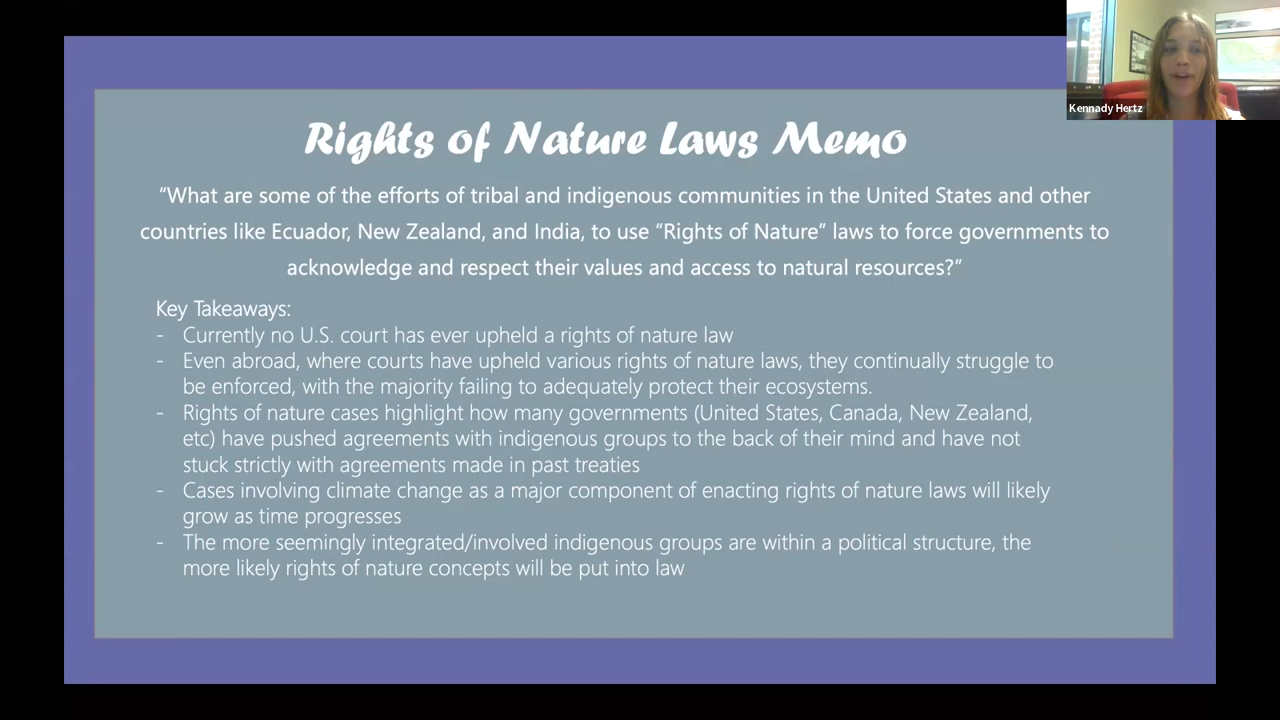 Kennady Hertz
Rights of Nature Laws Memo
“What are some of the efforts of tribal and indigenous communities in the United States and other
countries like Ecuador, New Zealand, and India, to use “Rights of Nature” laws to force governments to
acknowledge and respect their values and access to natural resources?”
Key Takeaways:
- Currently no U.S. court has ever upheld a rights of nature law
- Even abroad, where courts have upheld various rights of nature laws, they continually struggle to
be enforced, with the majority failing to adequately protect their ecosystems.
- Rights of nature cases highlight how many governments (United States, Canada, New Zealand,
etc) have pushed agreements with indigenous groups to the back of their mind and have not
stuck strictly with agreements made in past treaties
- Cases involving climate change as a major component of enacting rights of nature laws will likely
grow as time progresses
- The more seemingly integrated/involved indigenous groups are within a political structure, the
more likely rights of nature concepts will be put into law